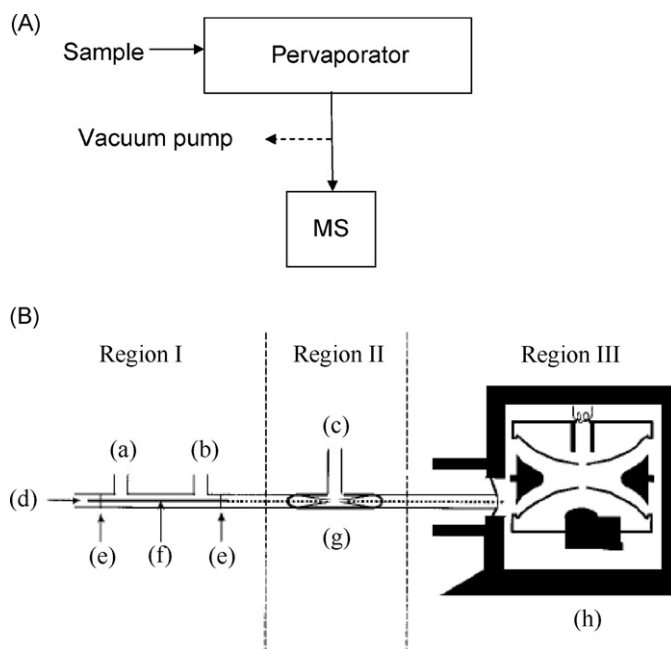 (A)
Sample
Pervaporator
Vacuum pump
MS
(B)
Region I
Region II
Region III
(a)
(b)
(c)
(d)
(e)
(f)
(e)
(g)
(h)